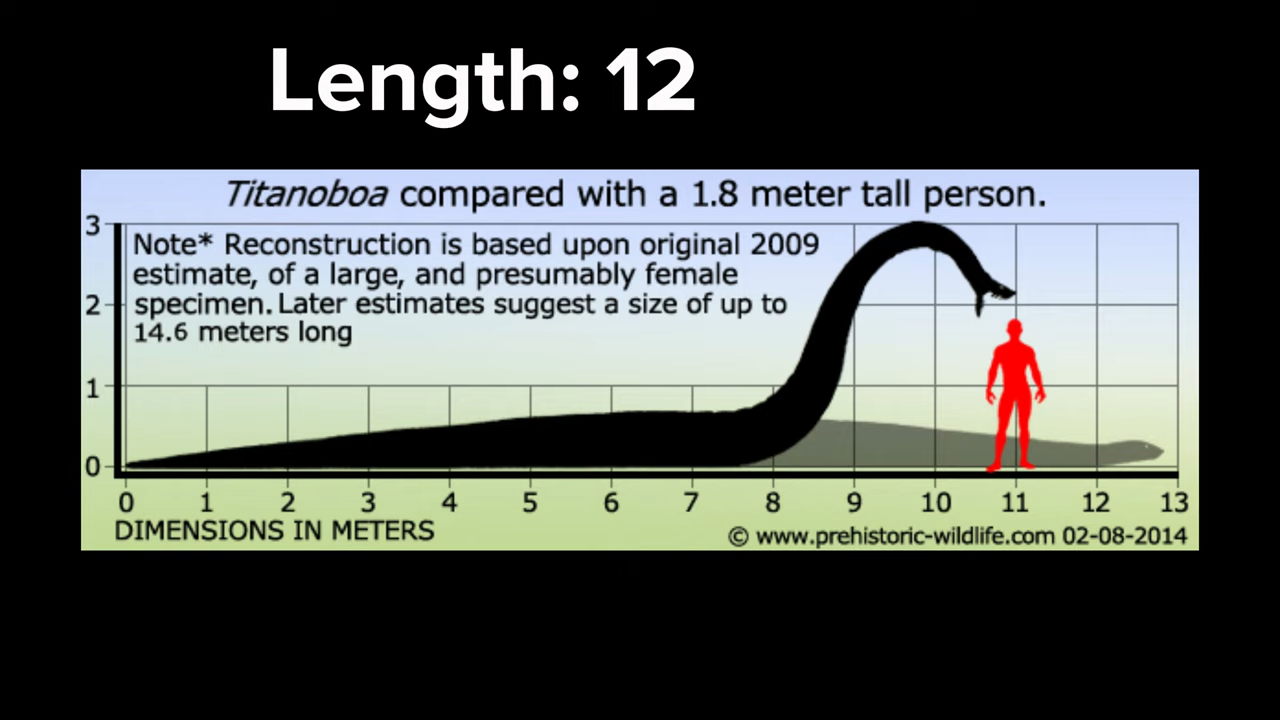 Length: 12
Titanoboa compared with a 1.8 meter tall person.
3
Note* Reconstruction is based upon original 2009
estimate, of a large, and presumably female
specimen. Later estimates suggest a size of up to
2
14.6 meters long
1
0
0 1 2 3 4 5 6 7 8 9 10 11 12 13
DIMENSIONS IN METERS
© www.prehistoric-wildlife.com 02-08-2014